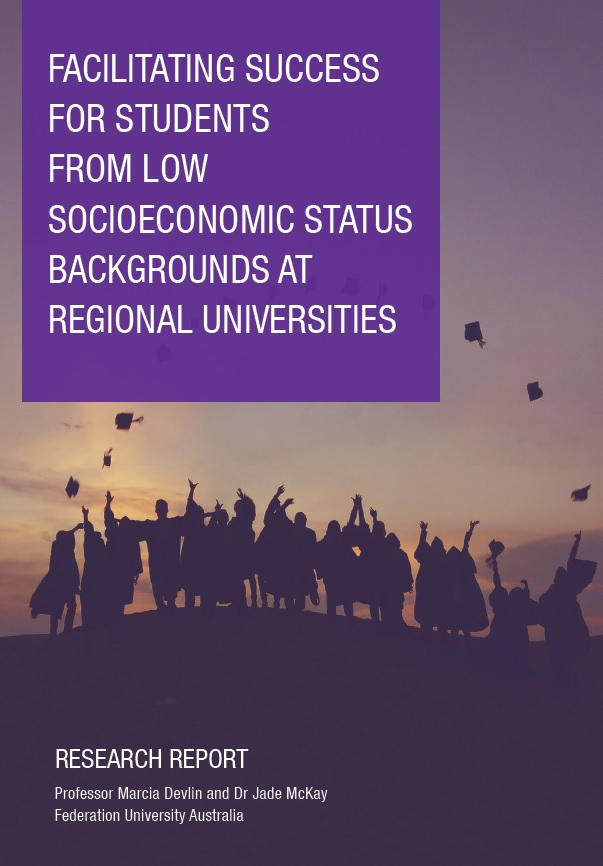 FACILITATING SUCCESS
FOR STUDENTS
FROM LOW
SOCIOECONOMIC STATUS
BACKGROUNDS AT
REGIONAL UNIVERSITIES
RESEARCH REPORT
Professor Marcia Devlin and Dr Jade McKay
Federation University Australia